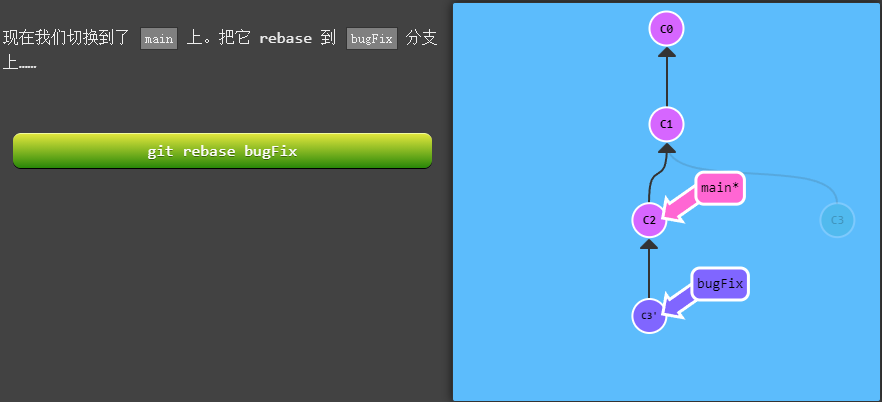 现在我们切换到了 main 上。把它 rebase 到 bugFix 分支
上……
git rebase bugFix
C0
C1
main*
C2
C3
bugFix
C3'